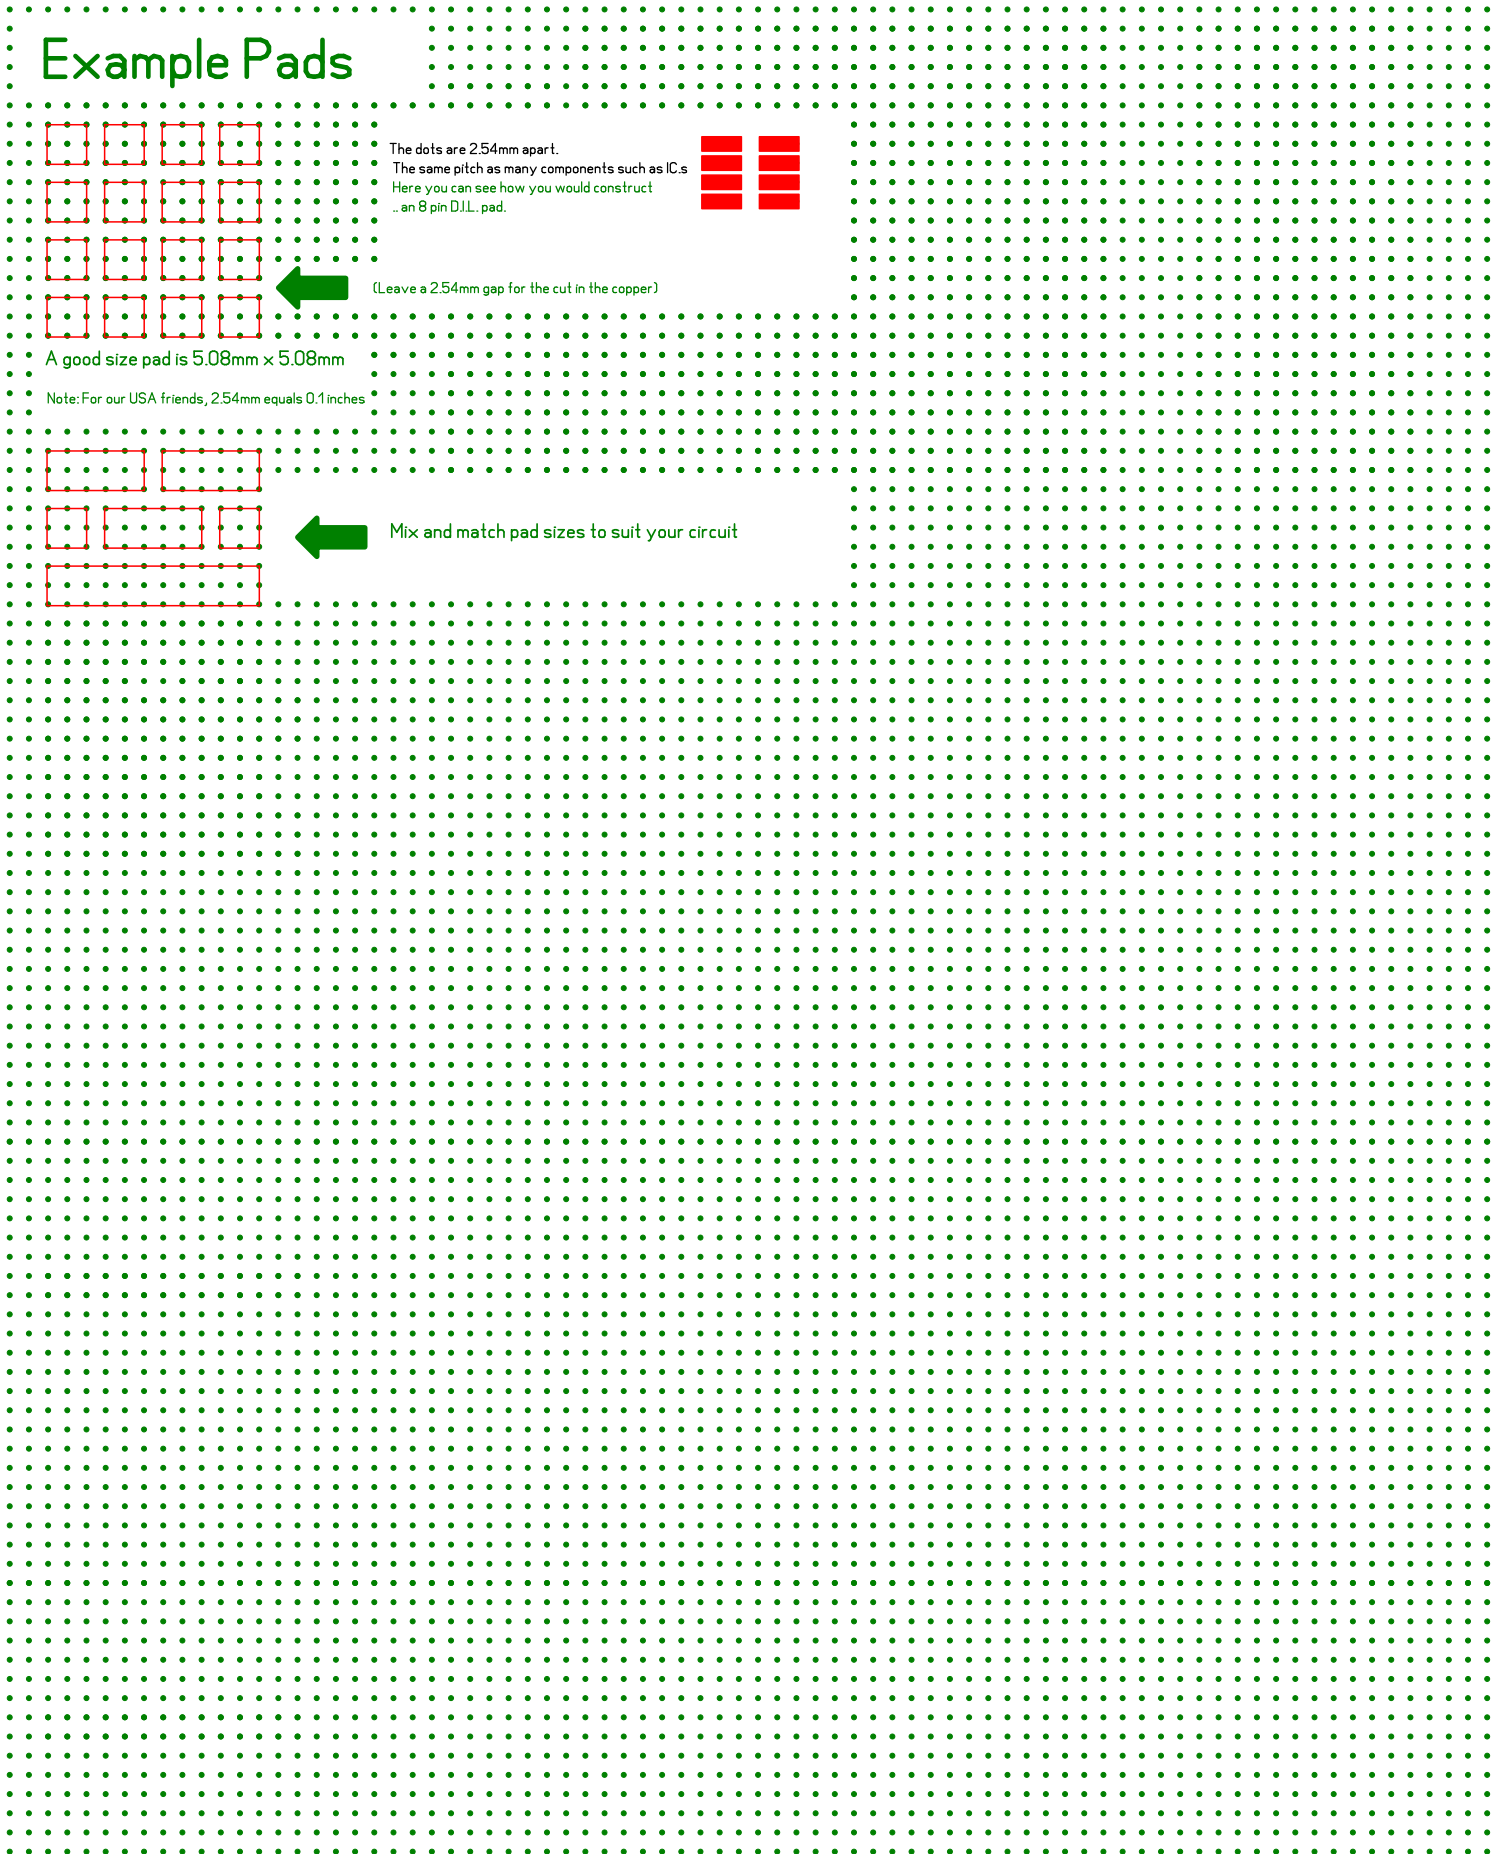 Example Pads
The dots are 2.54mm apart.
The same pitch as many components such as IC.s
Here you can see how you would construct
.. an 8 pin D.I.L. pad.
(Leave a 2.54mm gap for the cut in the copper)
A good size pad is 5.08mm x 5.08mm
Note: For our USA friends, 2.54mm equals 0.1 inches
Mix and match pad sizes to suit your circuit